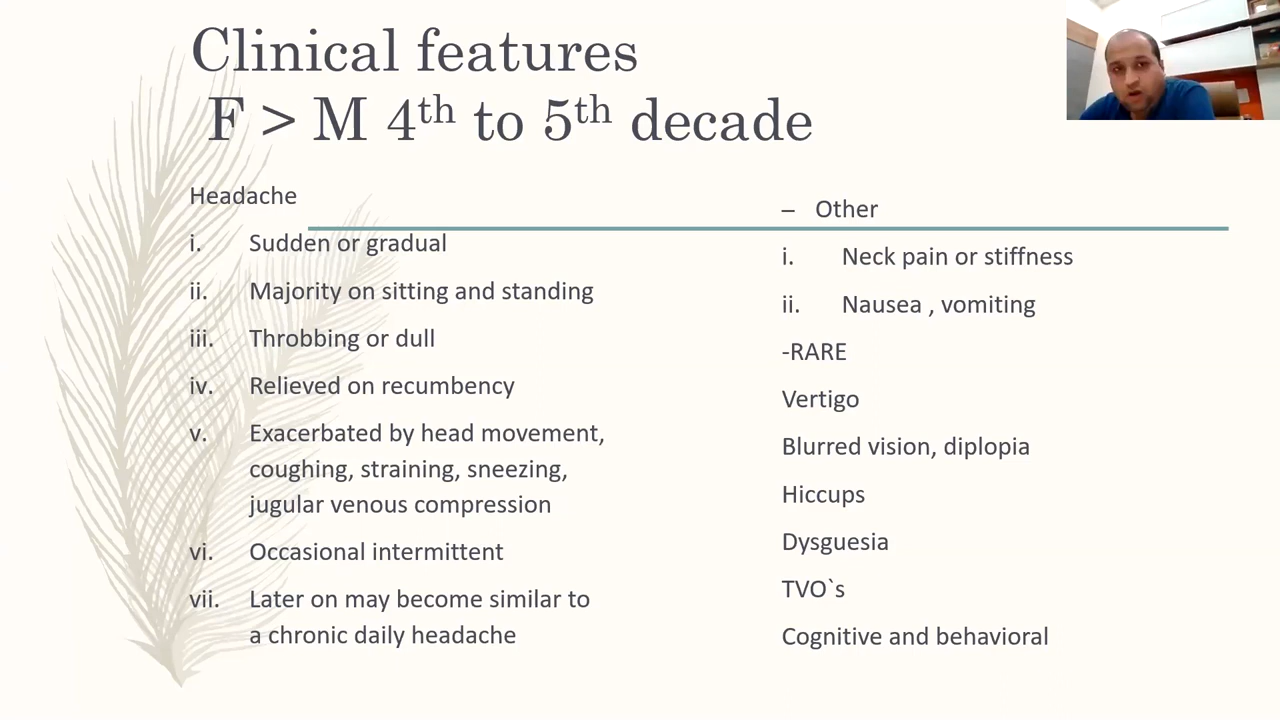 Clinical features
F > M 4th to 5th decade
Headache
i. Sudden or gradual
ii. Majority on sitting and standing
iii. Throbbing or dull
iv. Relieved on recumbency
v. Exacerbated by head movement,
coughing, straining, sneezing,
jugular venous compression
vi. Occasional intermittent
vii. Later on may become similar to
a chronic daily headache
– Other
i. Neck pain or stiffness
ii. Nausea , vomiting
-RARE
Vertigo
Blurred vision, diplopia
Hiccups
Dysguesia
TVO`s
Cognitive and behavioral